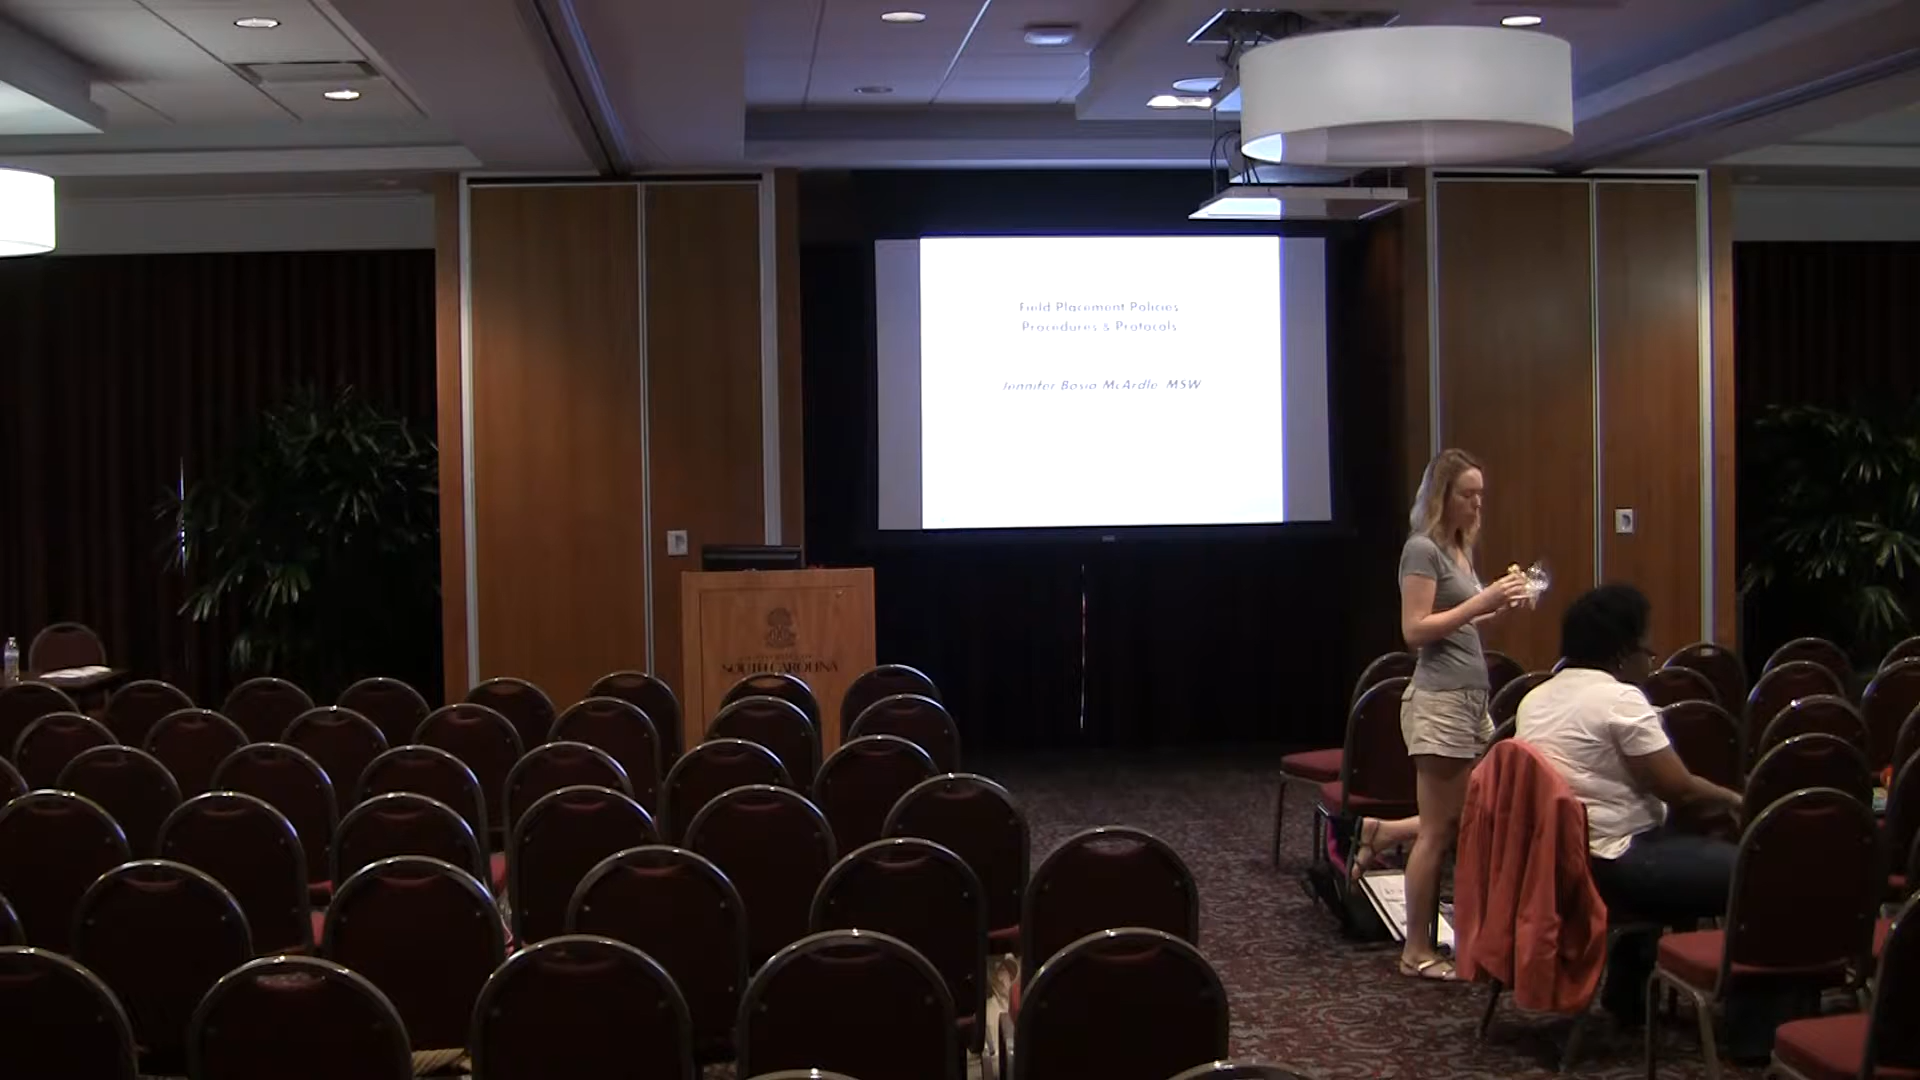 Field Placement Policies
Procedures & Protocols
Jennifer Bosio McArdle, MSW
SOUTH CAROLINA